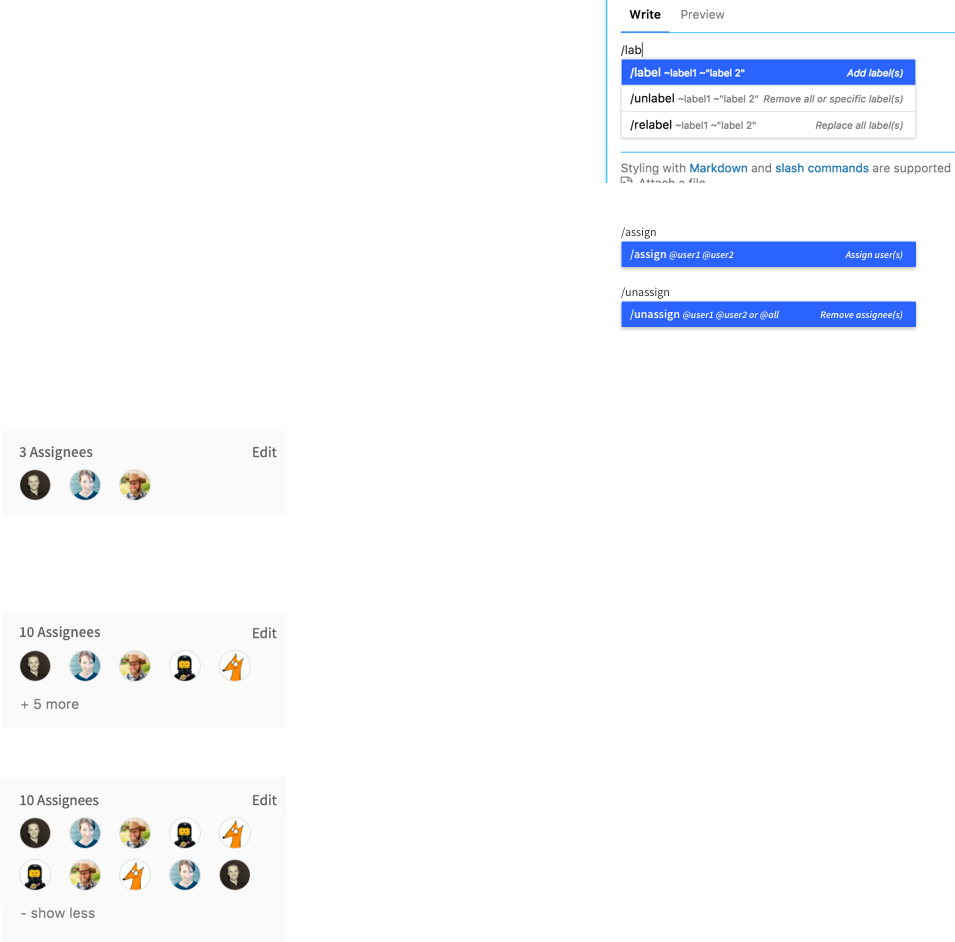 Write Preview
/lab
/label ~label1 ~"label 2" Add label(s)
/unlabel ~label1 ~"label 2" Remove all or specific label(s)
/relabel ~label1 ~"label 2" Replace all label(s)
Styling with Markdown and slash commands are supported
Attach a file
/assign
/assign @user1 @user2 Assign user(s)
/unassign
/unassign @user1 @user2 or @all Remove assignee(s)
3 Assignees Edit
10 Assignees Edit
+ 5 more
10 Assignees Edit
- show less